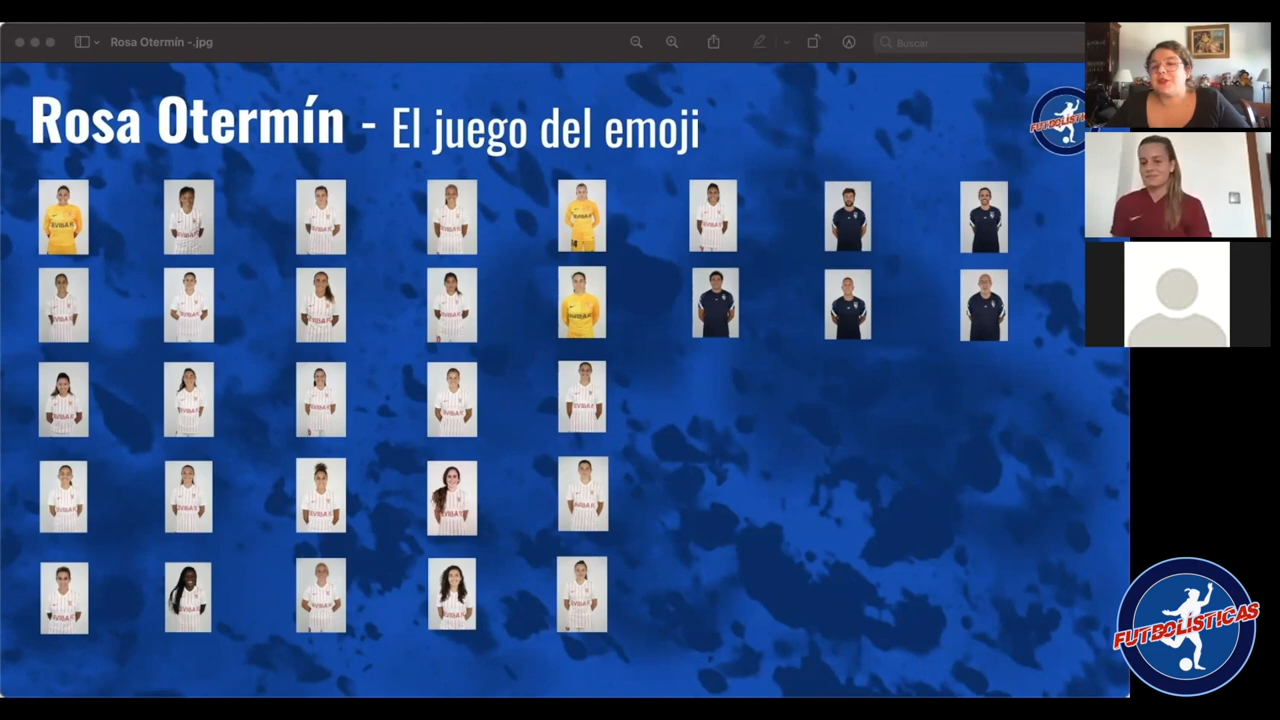 Rosa Otermín -.jpg
Buscar
Rosa Otermín - El juego del emoji
FUTBOLÍSTICAS